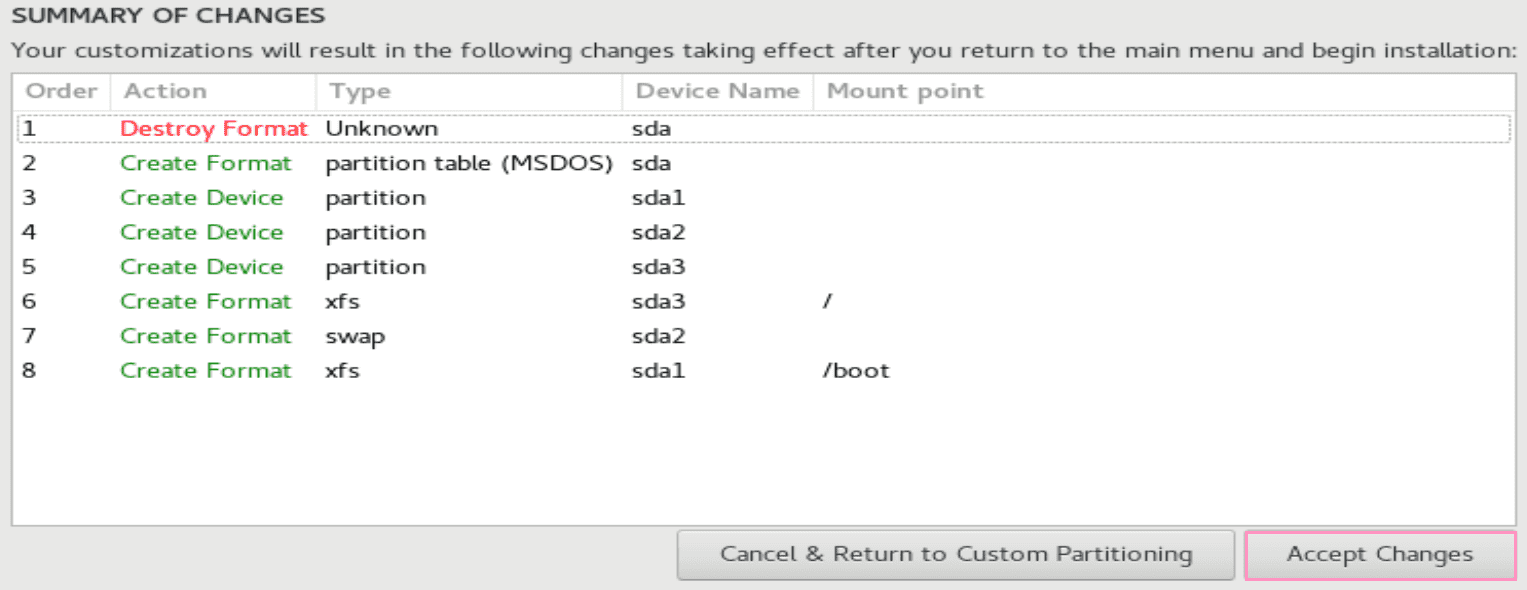 SUMMARY OF CHANGES
Your customizations will result in the following changes taking effect after you return to the main menu and begin installation:
Order Action Type Device Name Mount point
1 Destroy Format Unknown sda
2 Create Format partition table (MSDOS) sda
3 Create Device partition sda1
4 Create Device partition sda2
5 Create Device partition sda3
6 Create Format xfs sda3 /
7 Create Format swap sda2
8 Create Format xfs sda1 /boot
Cancel & Return to Custom Partitioning Accept Changes